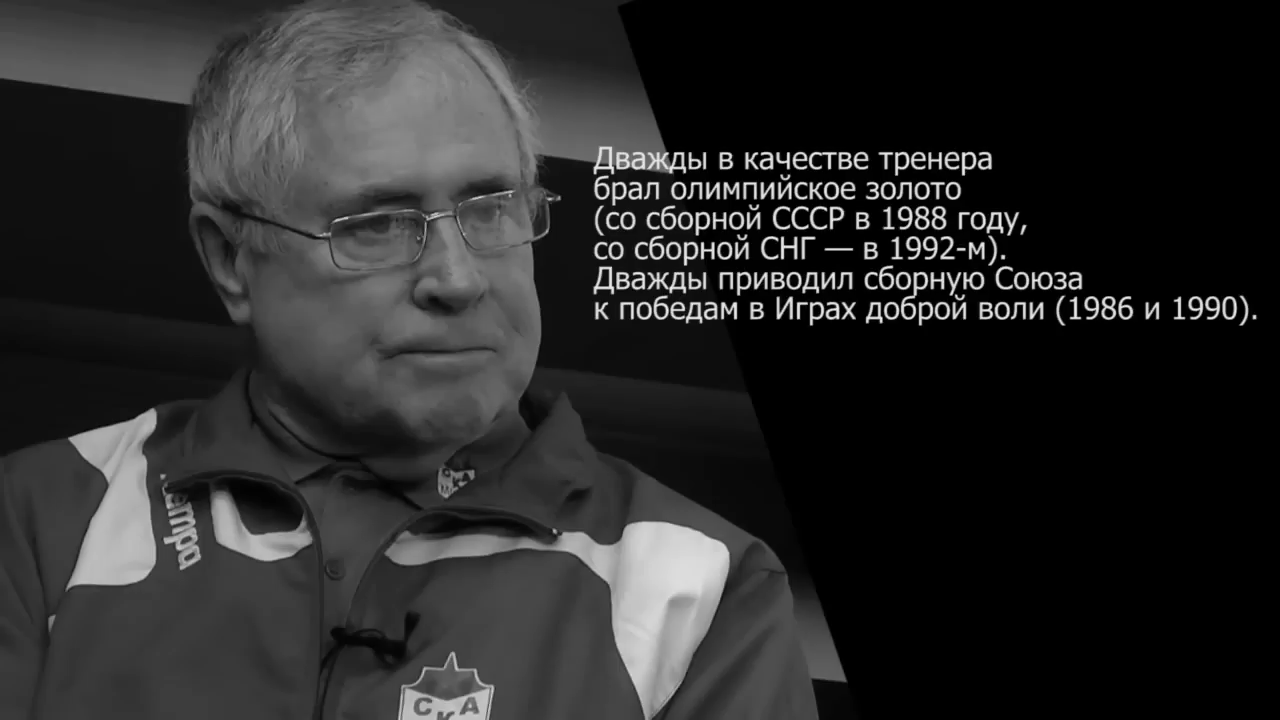 Дважды в качестве тренера
брал олимпийское золото
(со сборной СССР в 1988 году,
со сборной СНГ — в 1992-м).
Дважды приводил сборную Союза
к победам в Играх доброй воли (1986 и 1990).
kempa
СКА